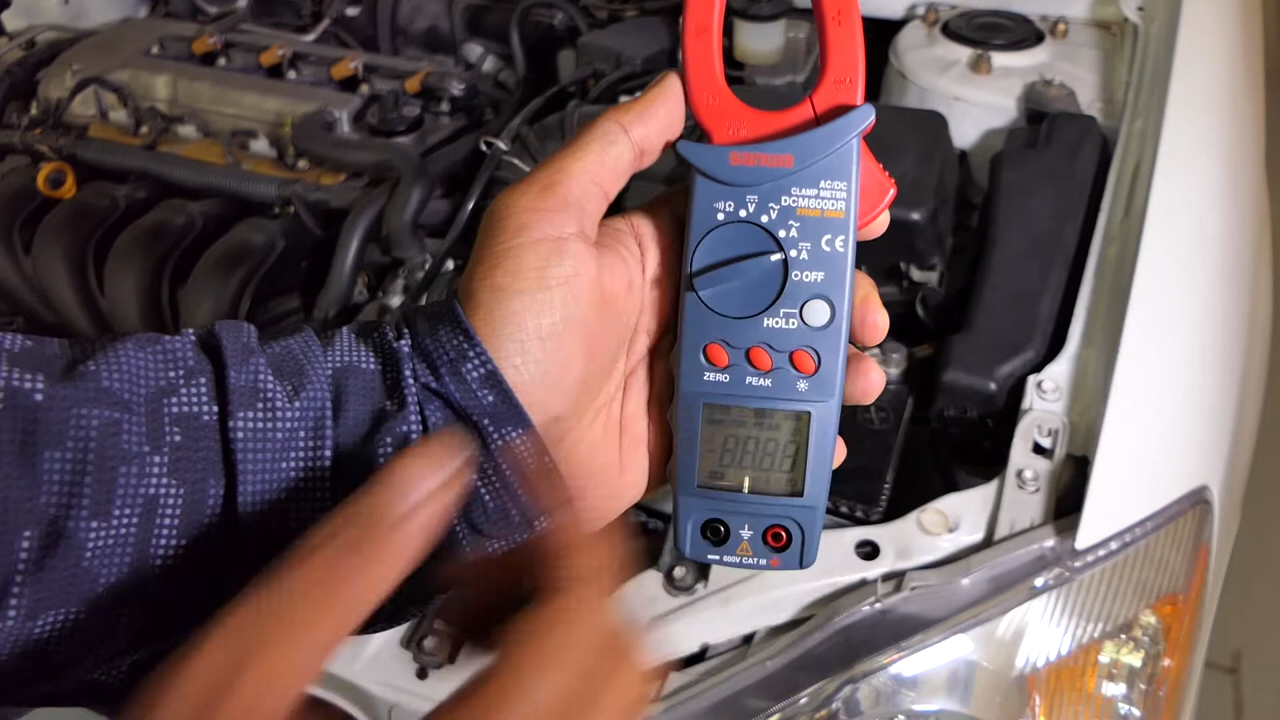 sanwa
AC/DC
CLAMP METER
DCM600DR
TRUE RMS
Ω V V
A
A
CE
OFF
HOLD
ZERO PEAK
600V CAT III